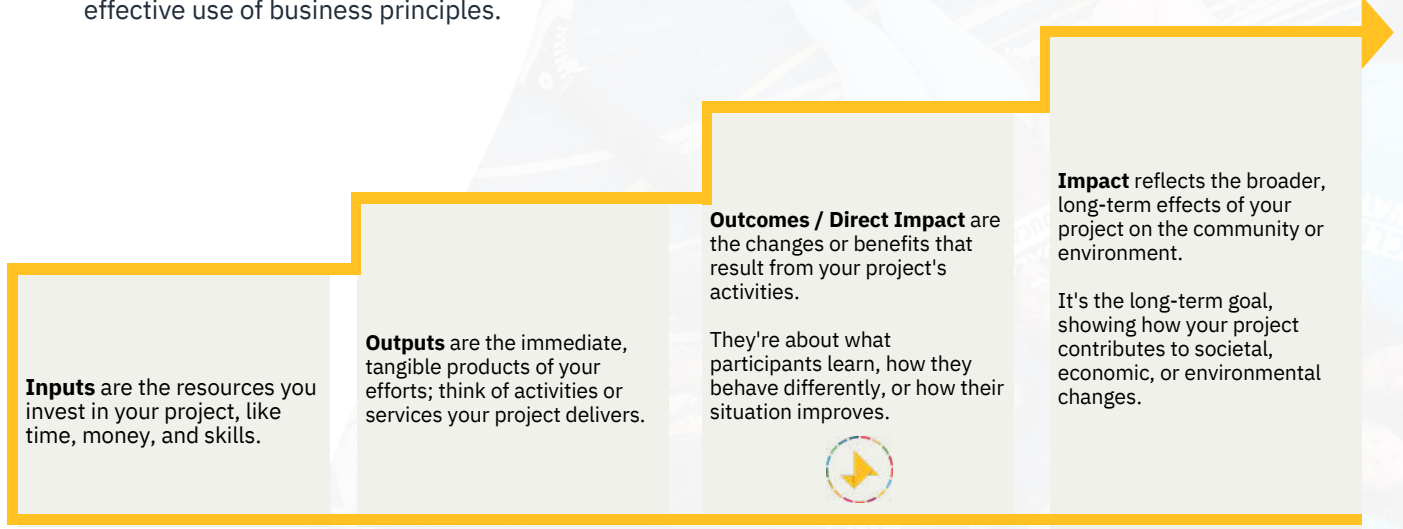 effective use of business principles.
Inputs are the resources you
invest in your project, like
time, money, and skills.
Outputs are the immediate,
tangible products of your
efforts; think of activities or
services your project delivers.
Outcomes / Direct Impact are
the changes or benefits that
result from your project's
activities.
They're about what
participants learn, how they
behave differently, or how their
situation improves.
Impact reflects the broader,
long-term effects of your
project on the community or
environment.
It's the long-term goal,
showing how your project
contributes to societal,
economic, or environmental
changes.